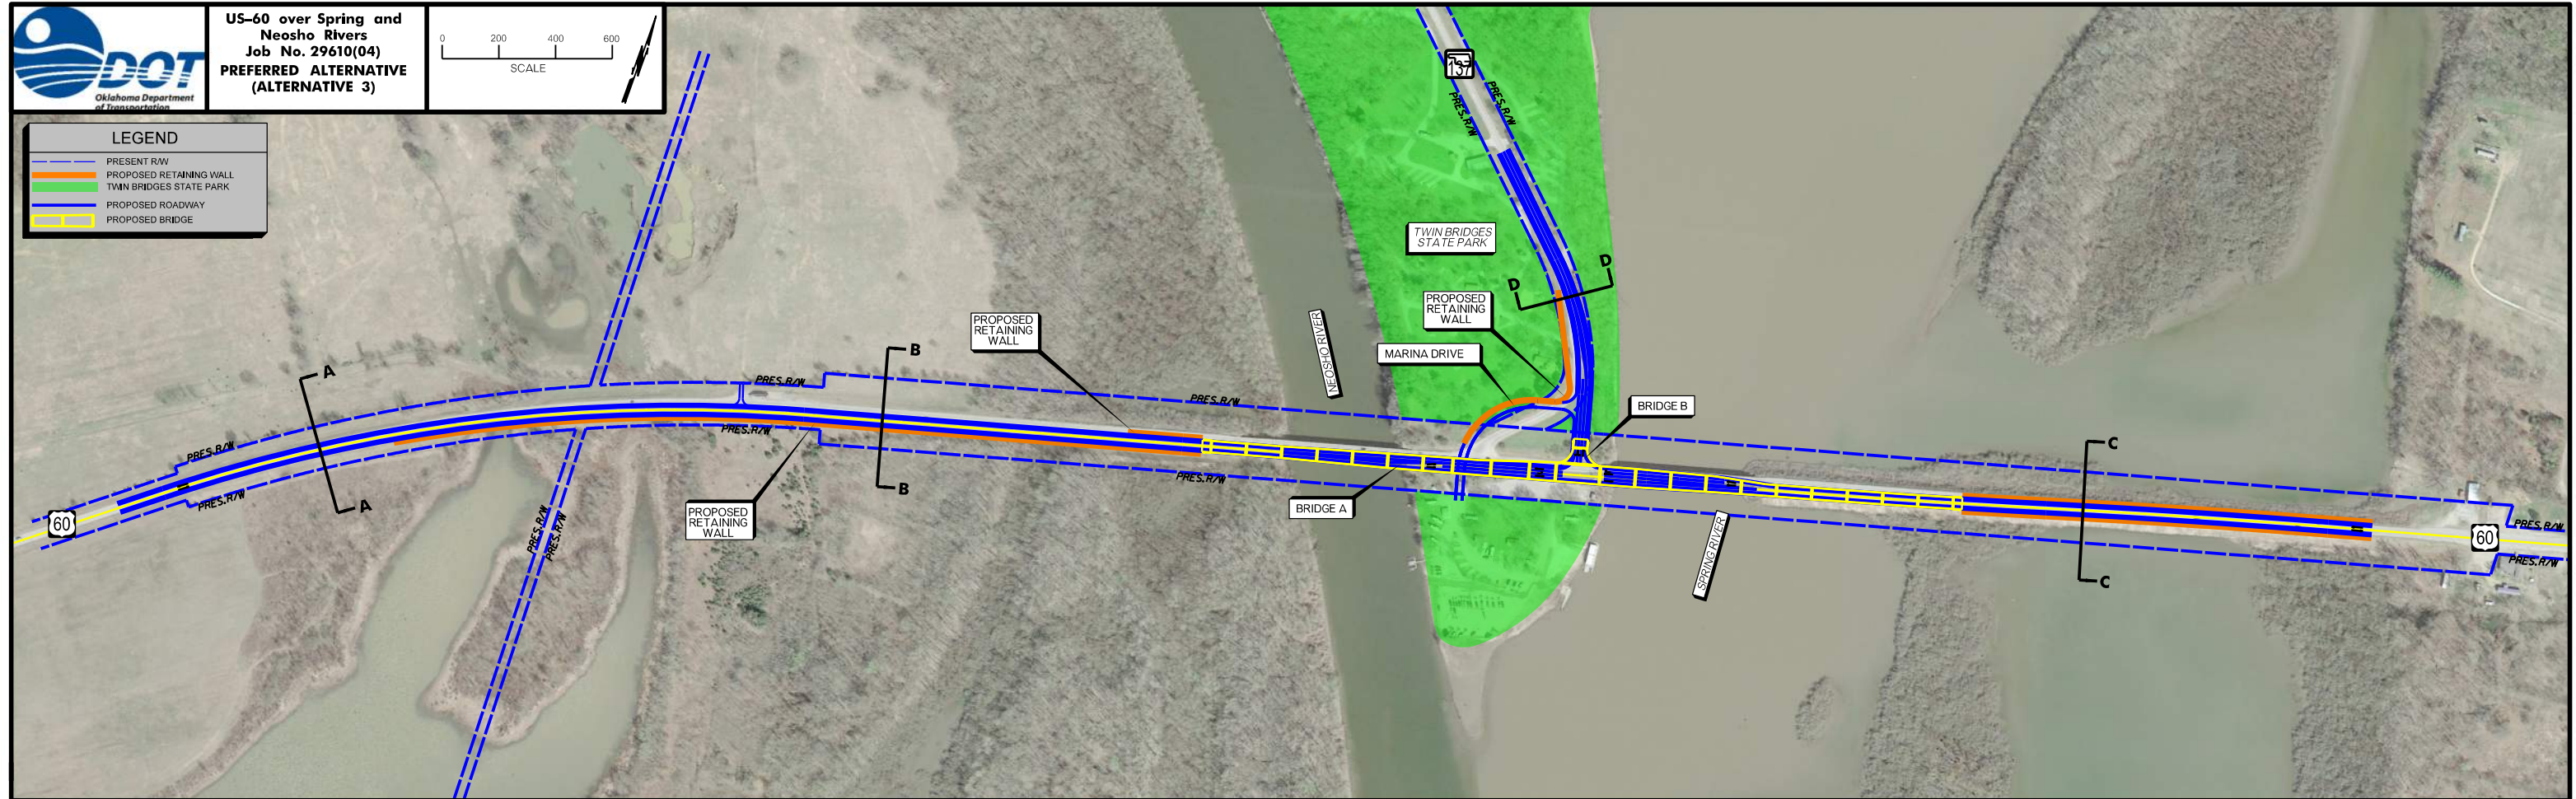 DOT
Oklahoma Department
of Transportation
US-60 over Spring and
Neosho Rivers
Job No. 29610(04)
PREFERRED ALTERNATIVE
(ALTERNATIVE 3)
0 200 400 600
SCALE
LEGEND
PRESENT R/W
PROPOSED RETAINING WALL
TWIN BRIDGES STATE PARK
PROPOSED ROADWAY
PROPOSED BRIDGE
137
PRES.R/W
PRES.R/W
TWIN BRIDGES
STATE PARK
D
D
PROPOSED
RETAINING
WALL
MARINA DRIVE
NEOSHO RIVER
PROPOSED
RETAINING
WALL
BRIDGE B
A
A
B
B
C
C
PRES.R/W
PRES.R/W
PRES.R/W
PRES.R/W
PRES.R/W
PRES.R/W
PRES.R/W
PRES.R/W
PRES.R/W
PROPOSED
RETAINING
WALL
BRIDGE A
SPRING RIVER
60
60
PRES.R/W
PRES.R/W